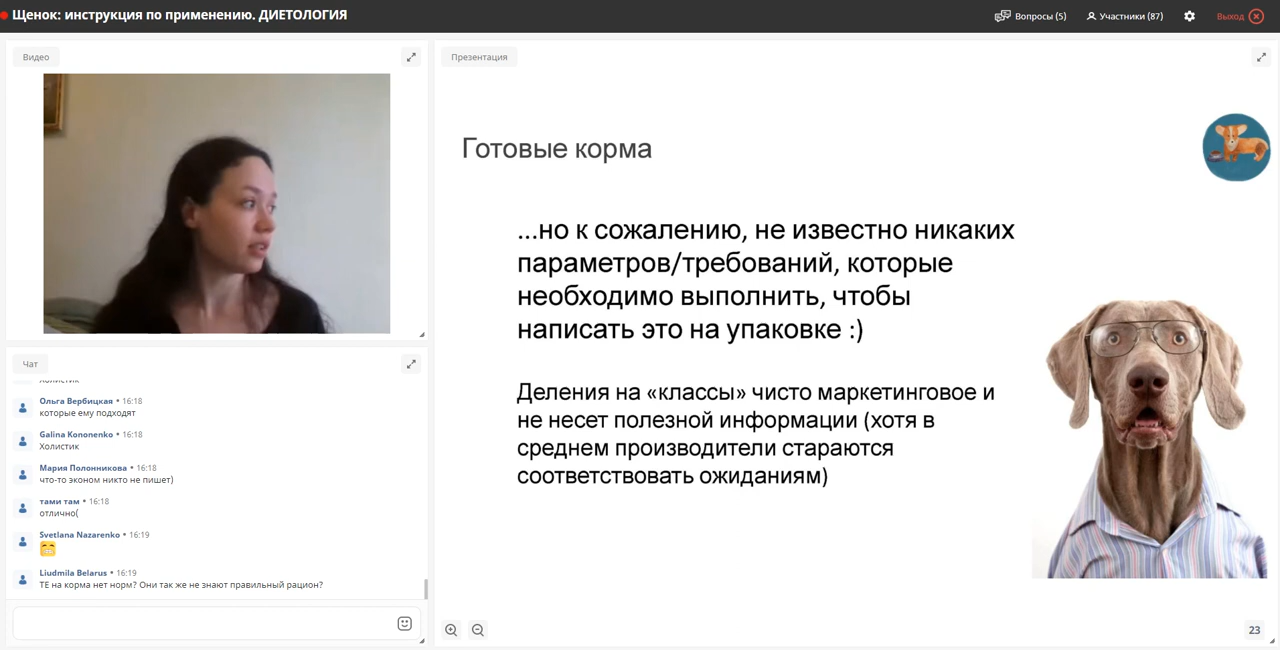 Щенок: инструкция по применению. ДИЕТОЛОГИЯ
Вопросы (5)
Участники (87)
Выход
Видео
Презентация
Готовые корма
...но к сожалению, не известно никаких
параметров/требований, которые
необходимо выполнить, чтобы
написать это на упаковке :)
Деления на «классы» чисто маркетинговое и
не несет полезной информации (хотя в
среднем производители стараются
соответствовать ожиданиям)
23
Чат
Холистик
Ольга Вербицкая • 16:18
которые ему подходят
Galina Kononenko • 16:18
Холистик
Мария Полонникова • 16:18
что-то эконом никто не пишет)
тами там • 16:18
отлично(
Svetlana Nazarenko • 16:19
Liudmila Belarus • 16:19
ТЕ на корма нет норм? Они так же не знают правильный рацион?